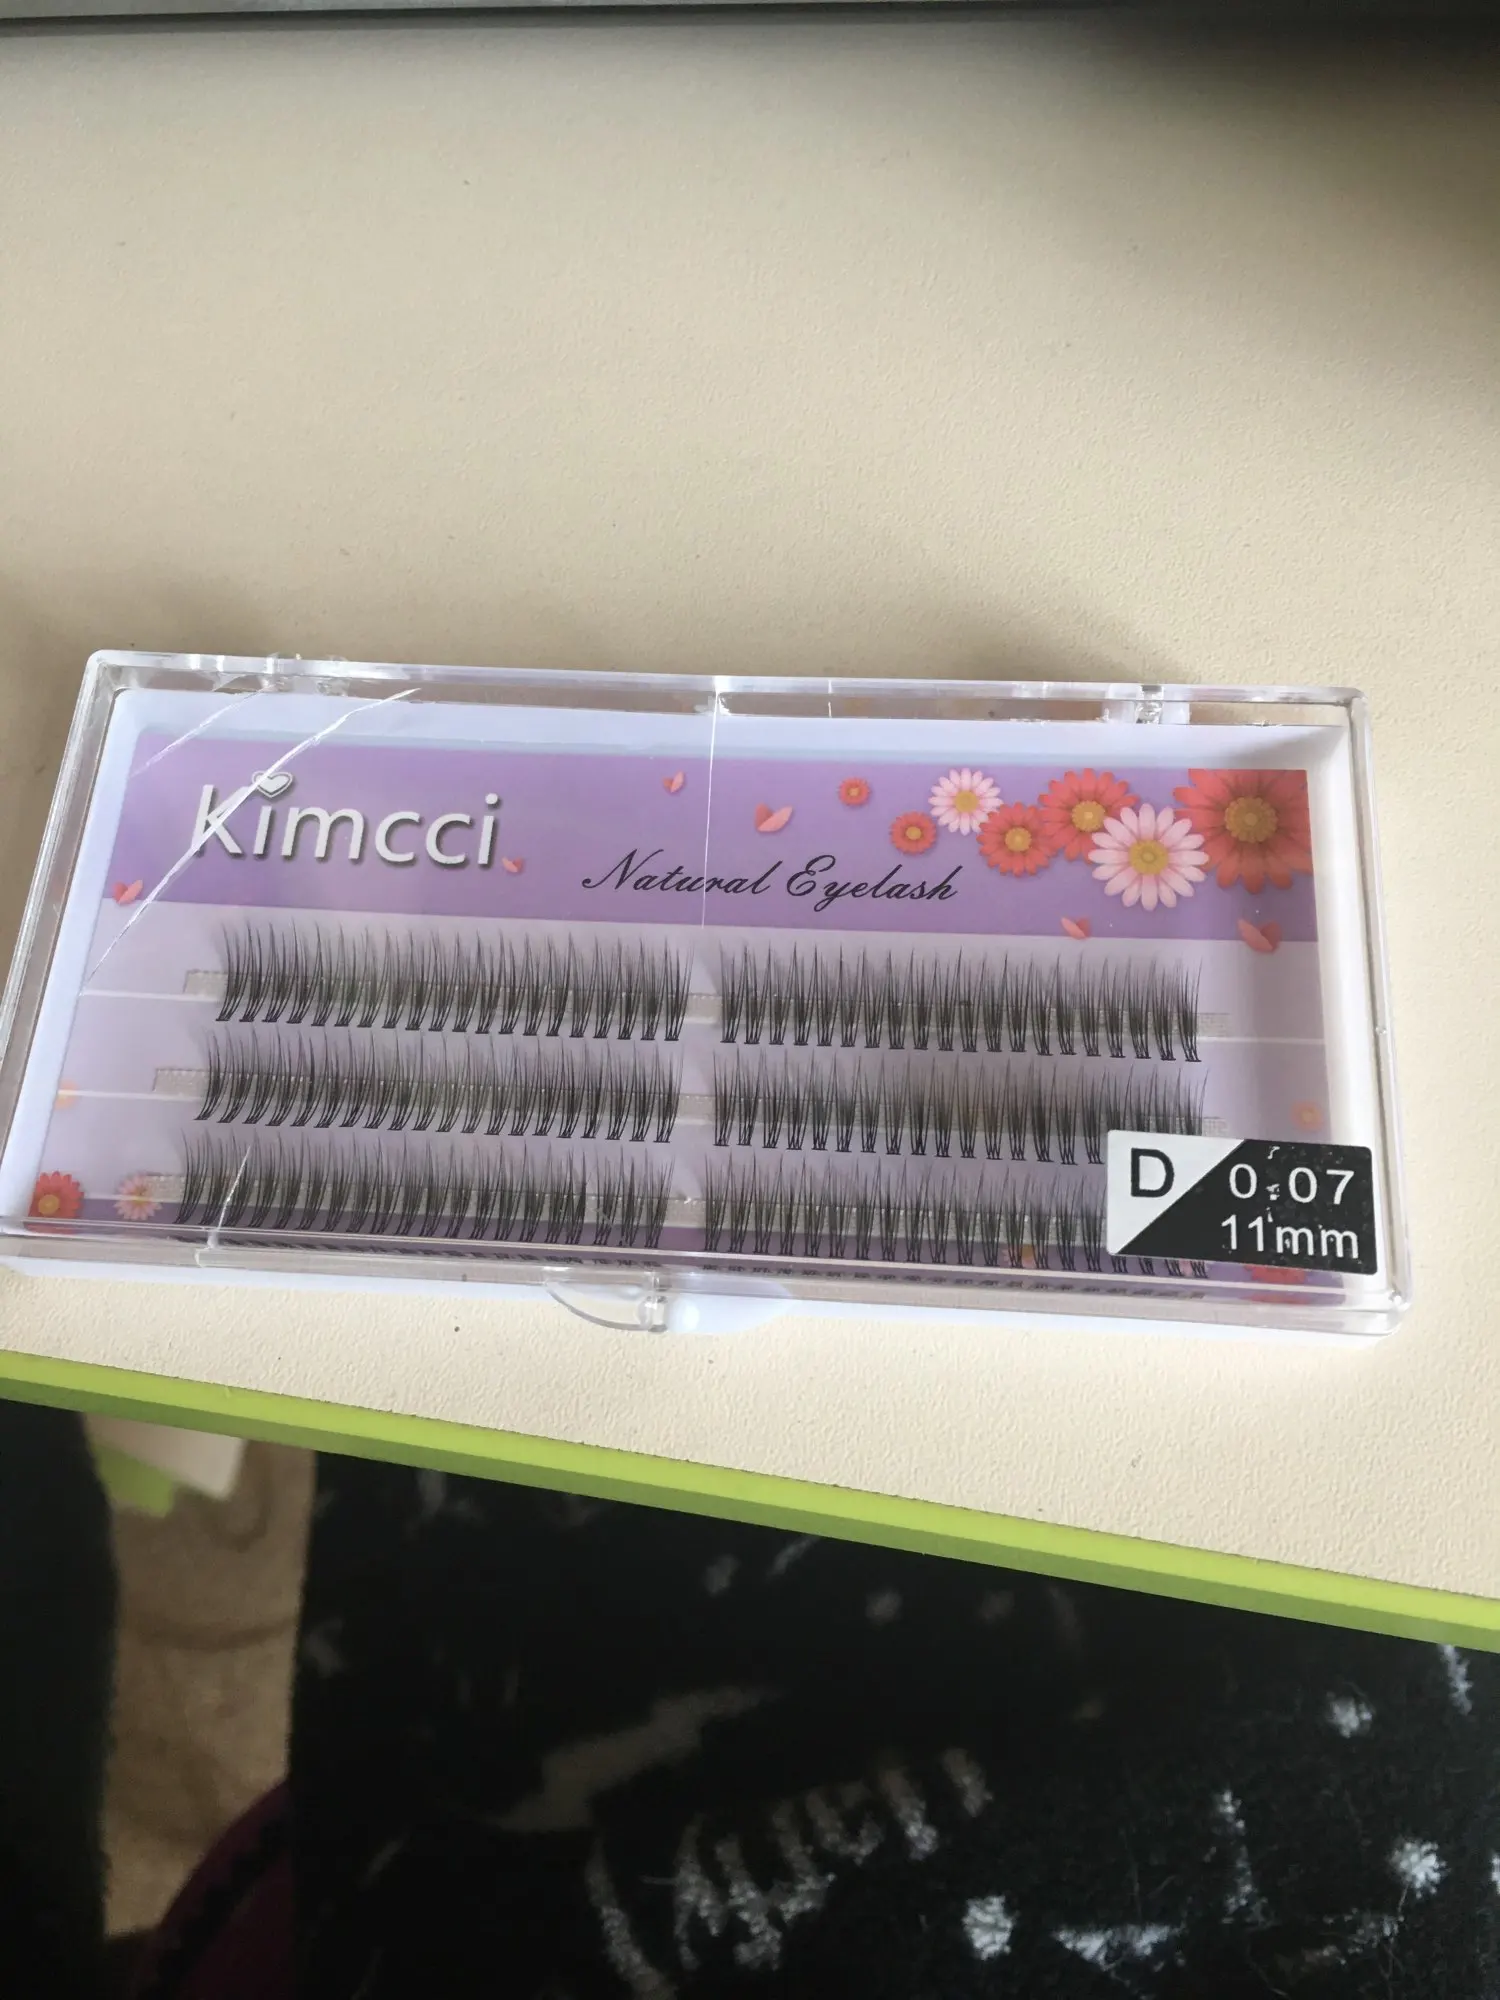 Kimcci
Natural Eyelash
D
0.07
11mm